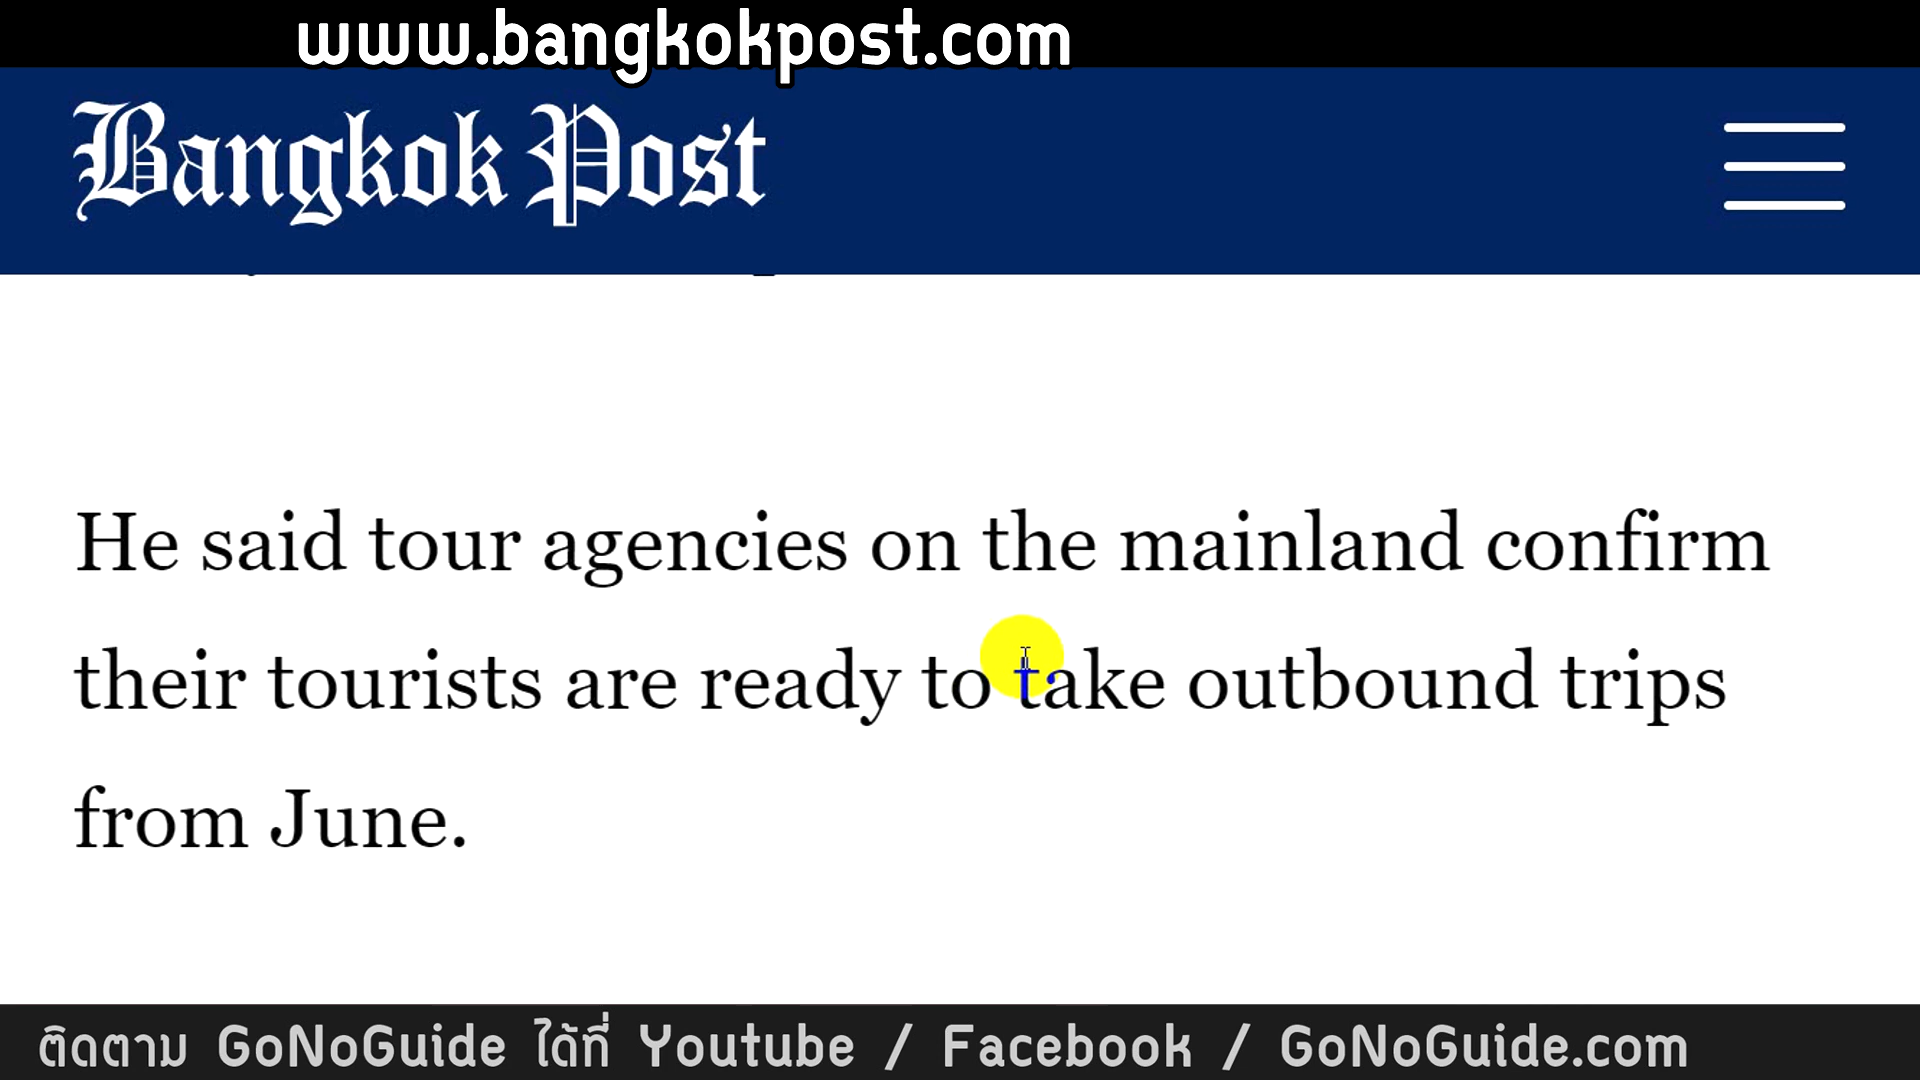 www.bangkokpost.com
Bangkok Post
He said tour agencies on the mainland confirm
their tourists are ready to take outbound trips
from June.
ติดตาม GoNoGuide ได้ที่ Youtube / Facebook / GoNoGuide.com